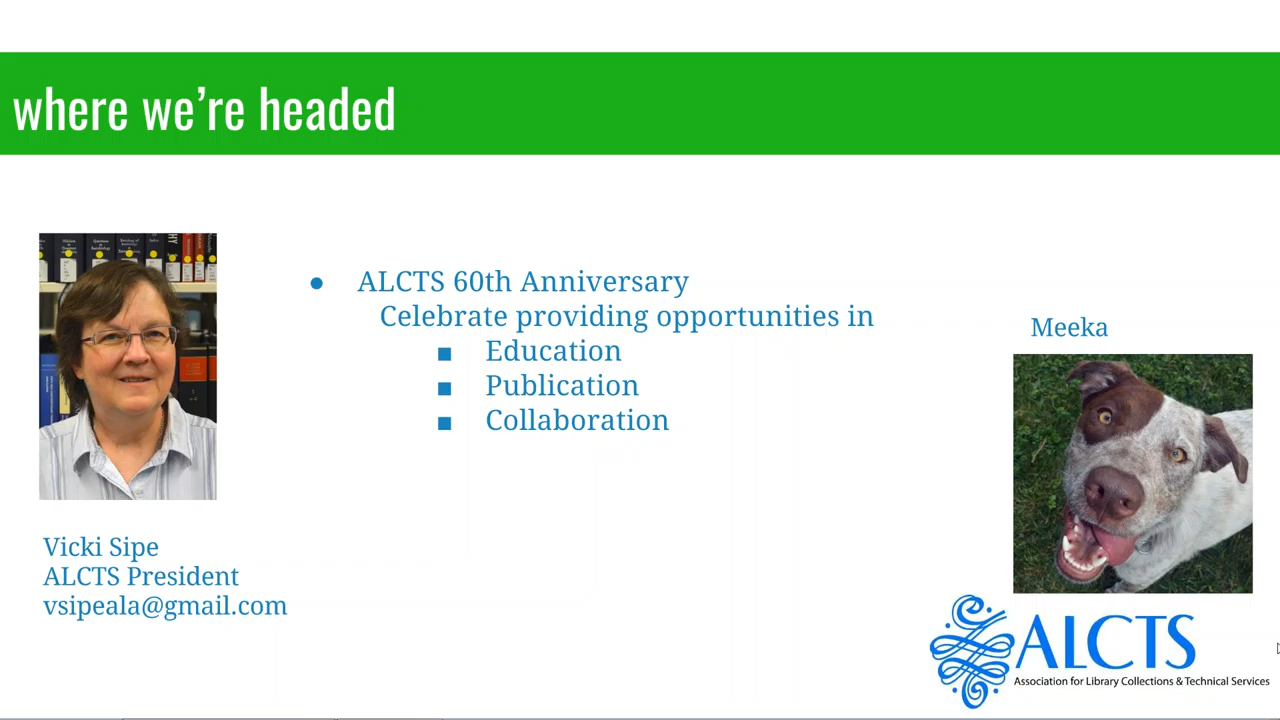 where we're headed
● ALCTS 60th Anniversary
Celebrate providing opportunities in
■ Education
■ Publication
■ Collaboration
Meeka
Vicki Sipe
ALCTS President
vsipeala@gmail.com
ALCTS
Association for Library Collections & Technical Services